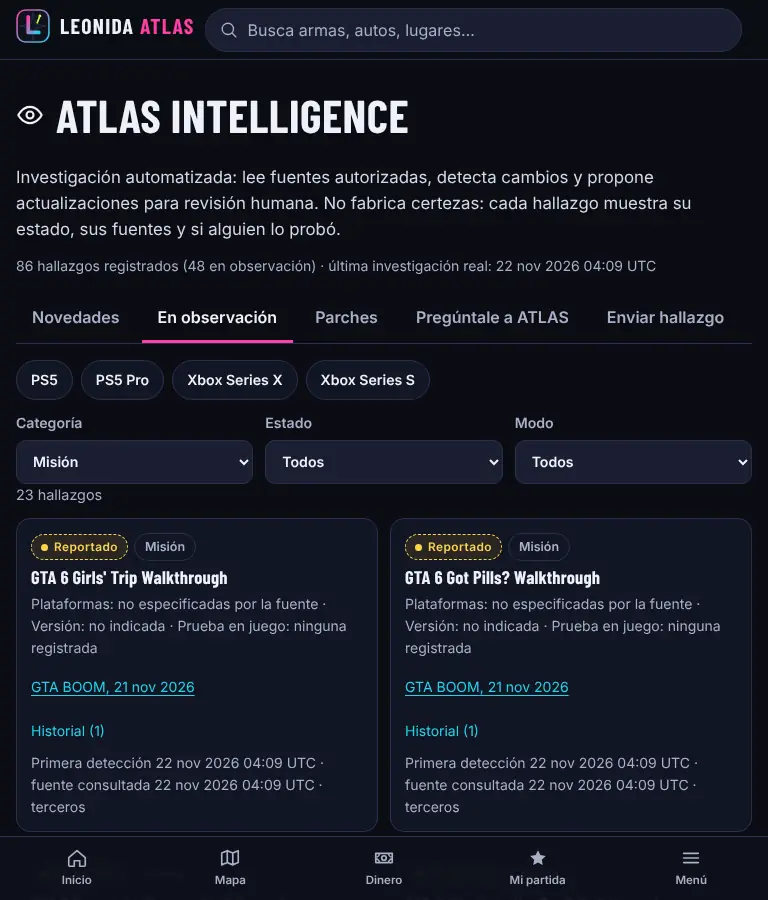 LEONIDA ATLAS
Busca armas, autos, lugares...
ATLAS INTELLIGENCE
Investigación automatizada: lee fuentes autorizadas, detecta cambios y propone
actualizaciones para revisión humana. No fabrica certezas: cada hallazgo muestra su
estado, sus fuentes y si alguien lo probó.
86 hallazgos registrados (48 en observación) · última investigación real: 22 nov 2026 04:09 UTC
Novedades En observación Parches Pregúntale a ATLAS Enviar hallazgo
PS5 PS5 Pro Xbox Series X Xbox Series S
Categoría Estado Modo
Misión Todos Todos
23 hallazgos
Reportado Misión
GTA 6 Girls' Trip Walkthrough
Plataformas: no especificadas por la fuente ·
Versión: no indicada · Prueba en juego: ninguna
registrada
GTA BOOM, 21 nov 2026
Historial (1)
Primera detección 22 nov 2026 04:09 UTC ·
fuente consultada 22 nov 2026 04:09 UTC ·
terceros
Reportado Misión
GTA 6 Got Pills? Walkthrough
Plataformas: no especificadas por la fuente ·
Versión: no indicada · Prueba en juego: ninguna
registrada
GTA BOOM, 21 nov 2026
Historial (1)
Primera detección 22 nov 2026 04:09 UTC ·
fuente consultada 22 nov 2026 04:09 UTC ·
terceros
Inicio Mapa Dinero Mi partida Menú